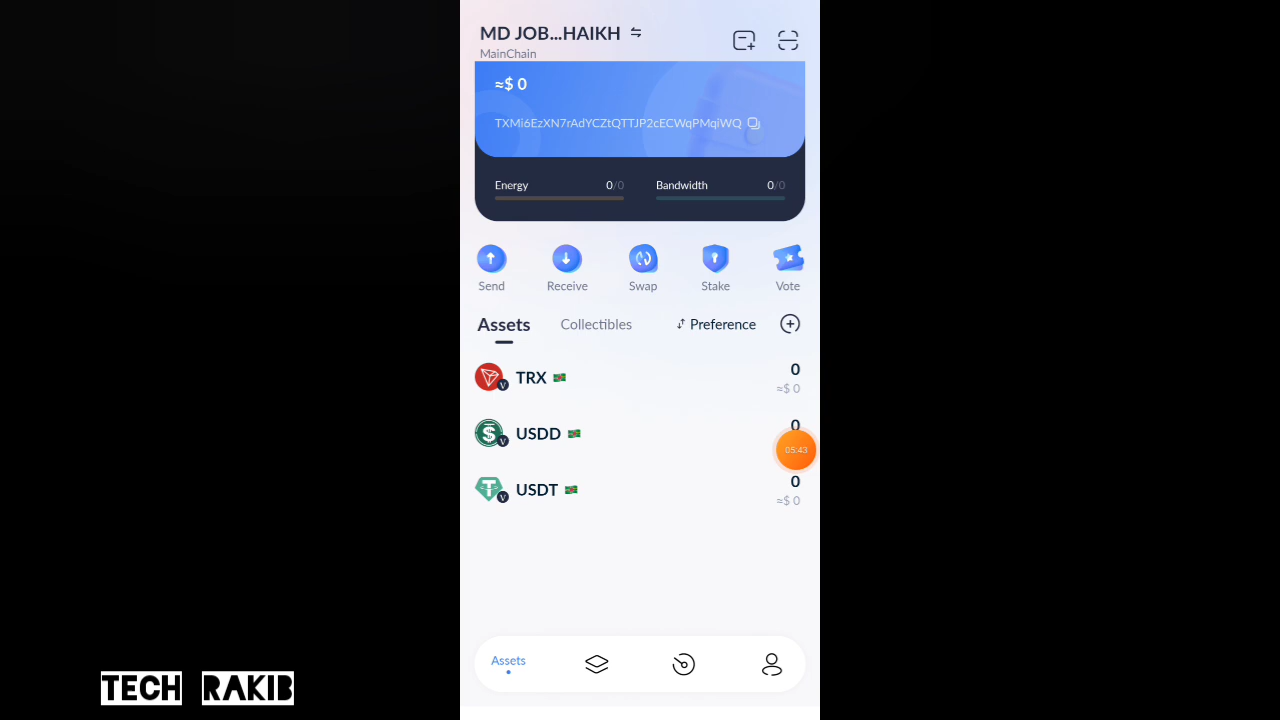 MD JOB...HAIKH
MainChain
≈$ 0
TXMi6EzXN7rAdYCZtQTTJP2cECWqPMqiWQ
Energy 0/0 Bandwidth 0/0
Send Receive Swap Stake Vote
Assets Collectibles Preference
TRX 0
≈$ 0
USDD 0
05:43
USDT 0
≈$ 0
Assets
TECH RAKIB